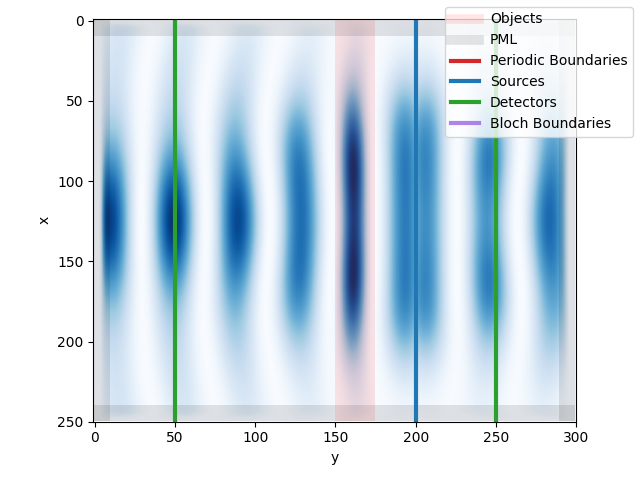 Objects
PML
Periodic Boundaries
Sources
Detectors
Bloch Boundaries
0
50
100
150
200
250
x
0
50
100
150
200
250
300
y